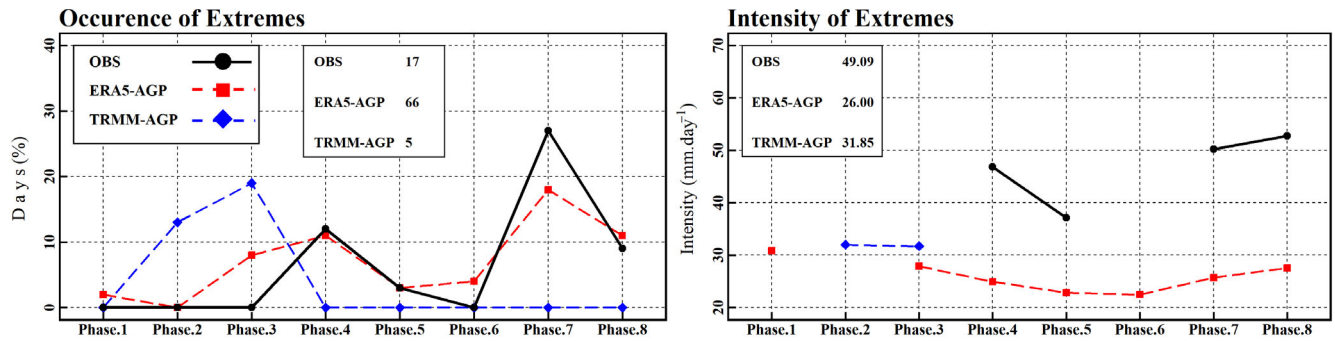 Occurence of Extremes
40
30
20
10
0
Days (%)
OBS
ERA5-AGP
TRMM-AGP
OBS 17
ERA5-AGP 66
TRMM-AGP 5
Phase.1 Phase.2 Phase.3 Phase.4 Phase.5 Phase.6 Phase.7 Phase.8
Intensity of Extremes
70
60
50
40
30
20
Intensity (mm.day⁻¹)
OBS 49.09
ERA5-AGP 26.00
TRMM-AGP 31.85
Phase.1 Phase.2 Phase.3 Phase.4 Phase.5 Phase.6 Phase.7 Phase.8